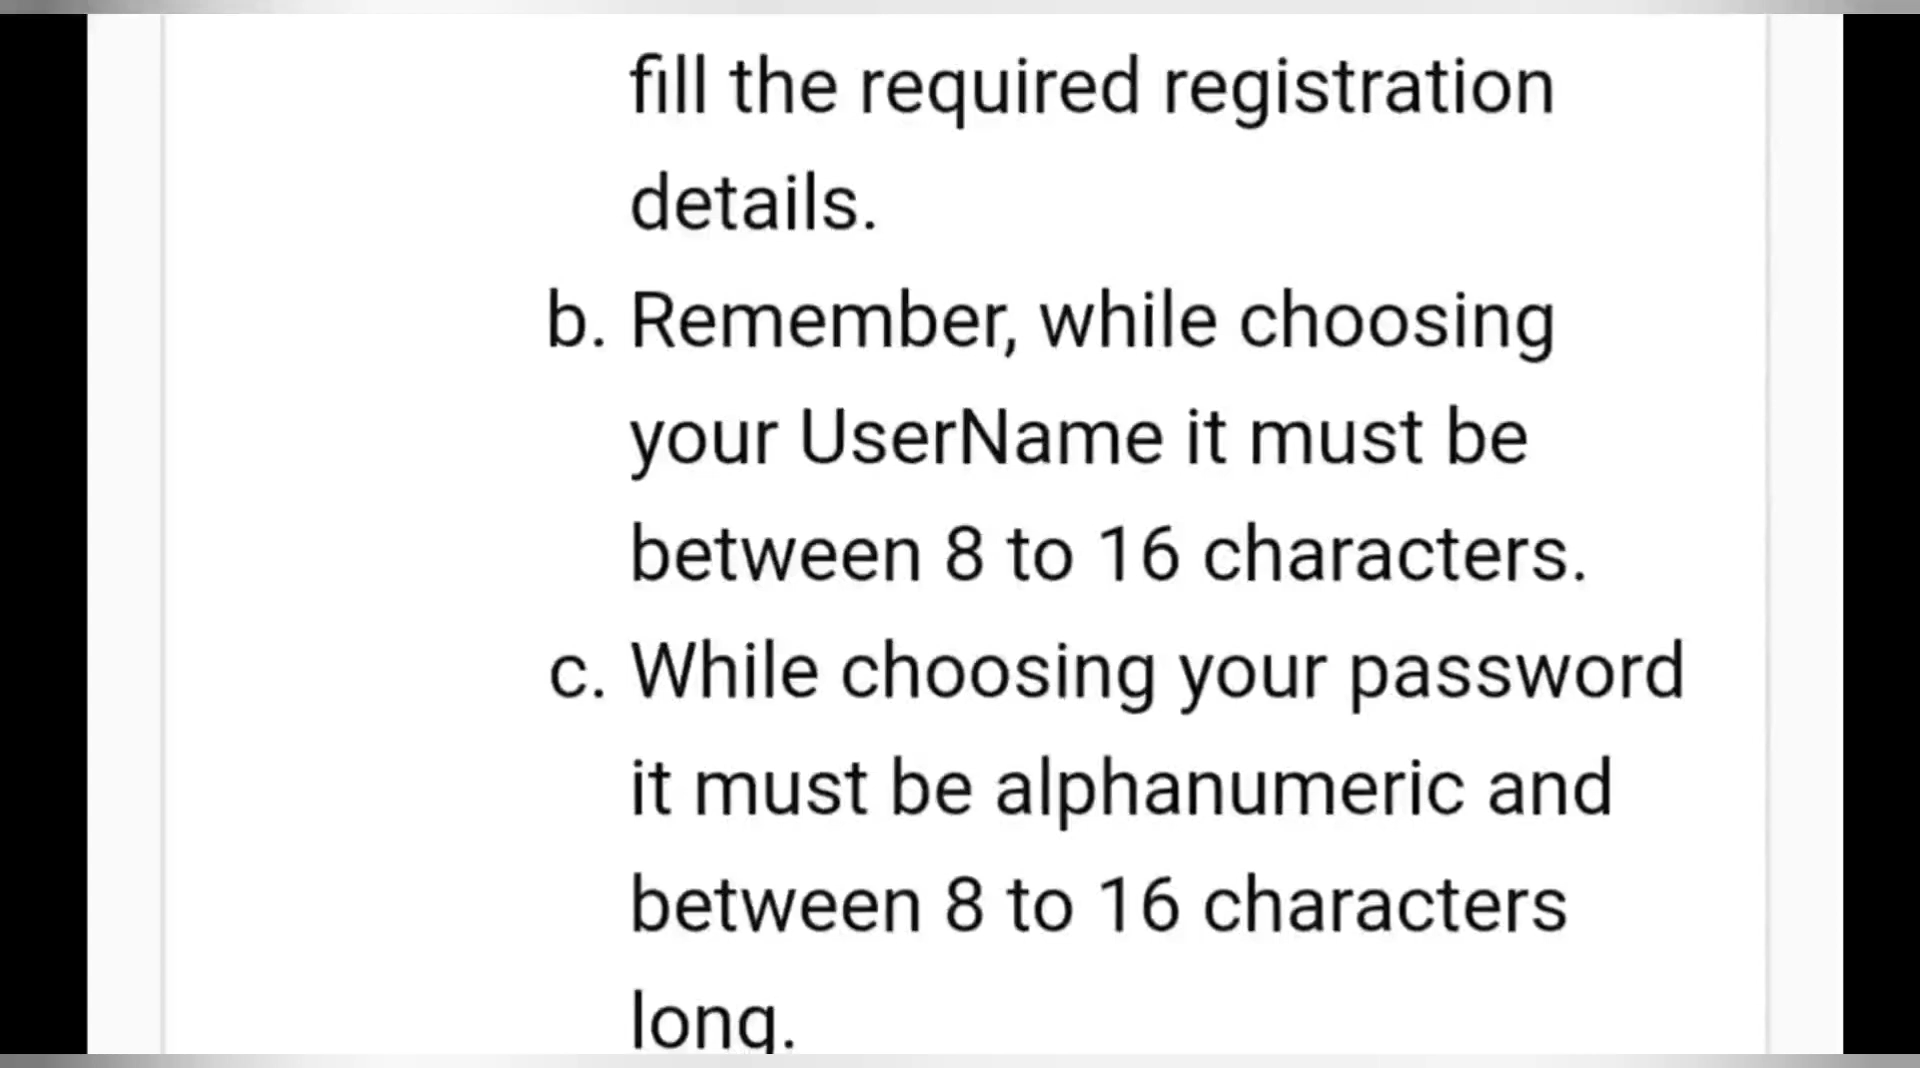 fill the required registration
details.
b. Remember, while choosing
your UserName it must be
between 8 to 16 characters.
c. While choosing your password
it must be alphanumeric and
between 8 to 16 characters
long.